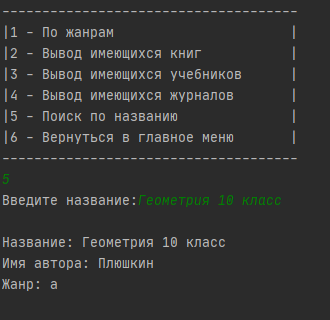 -------------------------------------
|1 - По жанрам                      |
|2 - Вывод имеющихся книг           |
|3 - Вывод имеющихся учебников      |
|4 - Вывод имеющихся журналов       |
|5 - Поиск по названию              |
|6 - Вернуться в главное меню       |
-------------------------------------
5
Введите название:Геометрия 10 класс
Название: Геометрия 10 класс
Имя автора: Плюшкин
Жанр: а